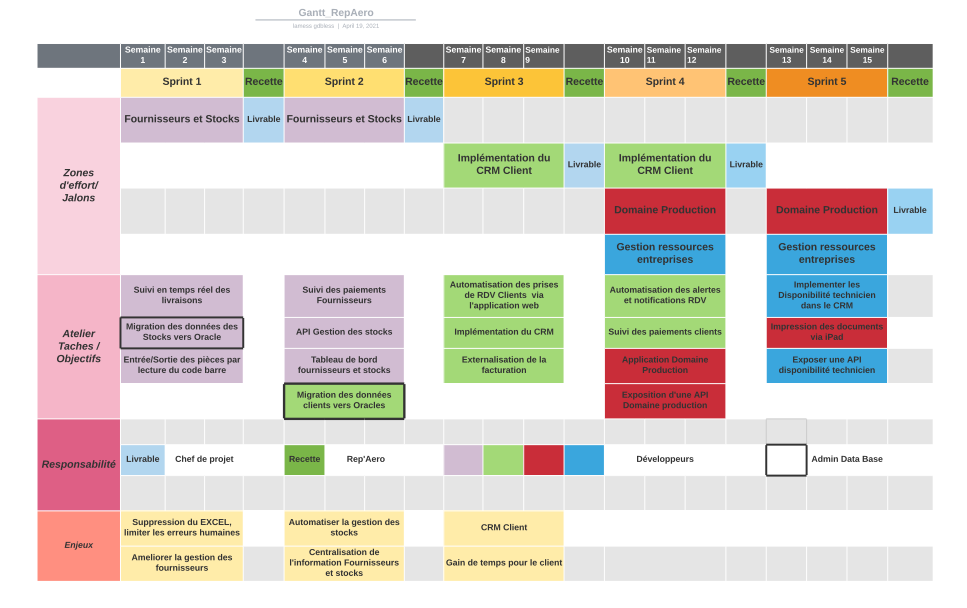 Gantt_RepAero
| April 19, 2021
Semaine 1 Semaine 2 Semaine 3 Semaine 4 Semaine 5 Semaine 6 Semaine 7 Semaine 8 Semaine 9 Semaine 10 Semaine 11 Semaine 12 Semaine 13 Semaine 14 Semaine 15
Sprint 1 Recette Sprint 2 Recette Sprint 3 Recette Sprint 4 Recette Sprint 5 Recette
Zones
d'effort/
Jalons
Fournisseurs et Stocks Livrable Fournisseurs et Stocks Livrable
Implémentation du
CRM Client
Livrable
Implémentation du
CRM Client
Livrable
Domaine Production Domaine Production Livrable
Gestion ressources
entreprises
Gestion ressources
entreprises
Atelier
Taches /
Objectifs
Suivi en temps réel des
livraisons
Suivi des paiements
Fournisseurs
Automatisation des prises
de RDV Clients via
l'application web
Automatisation des alertes
et notifications RDV
Implementer les
Disponibilité technicien
dans le CRM
Migration des données des
Stocks vers Oracle
API Gestion des stocks
Implémentation du CRM
Suivi des paiements clients
Impression des documents
via iPad
Entrée/Sortie des pièces par
lecture du code barre
Tableau de bord
fournisseurs et stocks
Externalisation de la
facturation
Application Domaine
Production
Exposer une API
disponibilité technicien
Migration des données
clients vers Oracles
Exposition d'une API
Domaine production
Responsabilité
Livrable Chef de projet Recette Rep'Aero Développeurs Admin Data Base
Enjeux
Suppression du EXCEL,
limiter les erreurs humaines
Automatiser la gestion des
stocks
CRM Client
Ameliorer la gestion des
fournisseurs
Centralisation de
l'information Fournisseurs
et stocks
Gain de temps pour le client